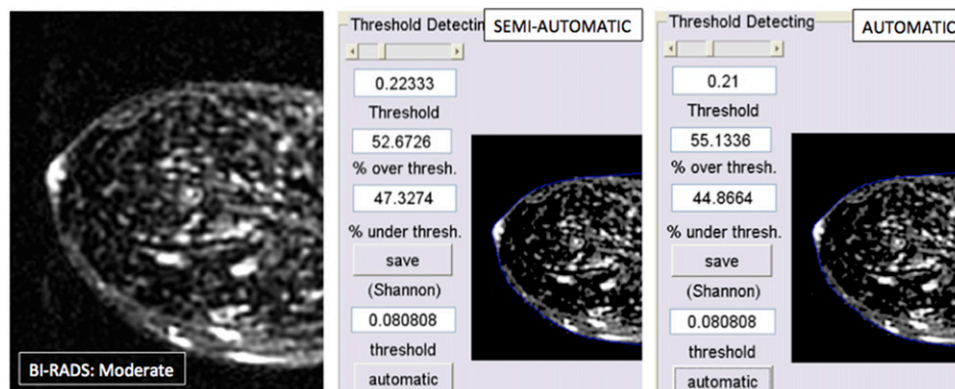 BI-RADS: Moderate
Threshold Detectin
SEMI-AUTOMATIC
0.22333
Threshold
52.6726
% over thresh.
47.3274
% under thresh.
save
(Shannon)
0.080808
threshold
automatic
Threshold Detecting
AUTOMATIC
0.21
Threshold
55.1336
% over thresh.
44.8664
% under thresh.
save
(Shannon)
0.080808
threshold
automatic